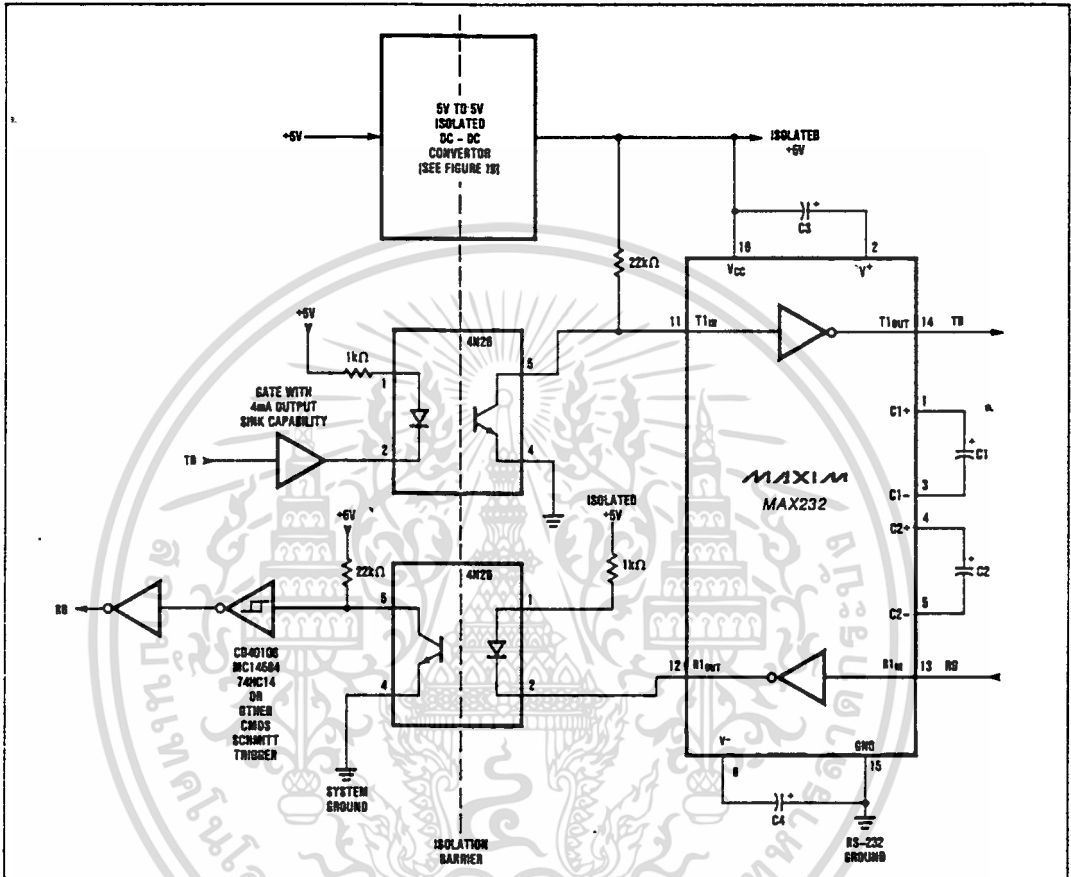 5V TO 5V
ISOLATED
DC - DC
CONVERTOR
(SEE FIGURE 19)
+5V
ISOLATED
+5V
C3
+
16
2
VCC
V+
22kΩ
+5V
1kΩ
1
4N26
5
11
T1IN
T1OUT
14
TD
GATE WITH
4mA OUTPUT
SINK CAPABILITY
TD
2
4
1
C1+
+
C1
C1-
3
MAXIM
MAX232
4
C2+
+
C2
C2-
5
ISOLATED
+5V
1kΩ
+5V
22kΩ
4N26
5
1
RD
CD40106
MC14584
74HC14
OR
OTHER
CMOS
SCHMITT
TRIGGER
4
2
12
R1OUT
R1IN
13
V-
GND
6
15
C4
+
SYSTEM
GROUND
ISOLATION
BARRIER
RS-232
GROUND